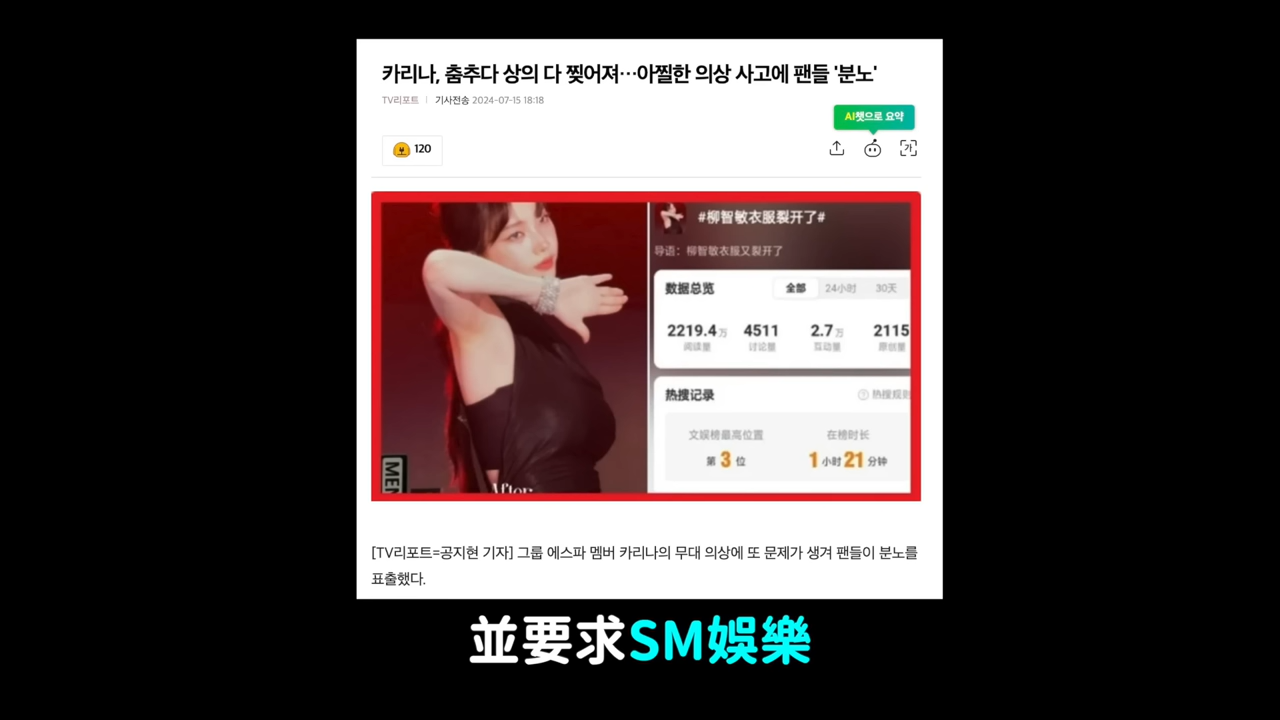 카리나, 춤추다 상의 다 찢어져…아찔한 의상 사고에 팬들 '분노'
TV리포트 | 기사전송 2024-07-15 18:18
AI챗으로 요약
120
가
#柳智敏衣服裂开了#
导语：柳智敏衣服又裂开了
数据总览
全部 24小时 30天
2219.4万 4511 2.7万 2115
阅读量 讨论量 互动量 原创量
热搜记录
热搜规则
文娱榜最高位置 在榜时长
第 3 位 1 小时 21 分钟
MEN
After
[TV리포트=공지현 기자] 그룹 에스파 멤버 카리나의 무대 의상에 또 문제가 생겨 팬들이 분노를
표출했다.
並要求SM娛樂